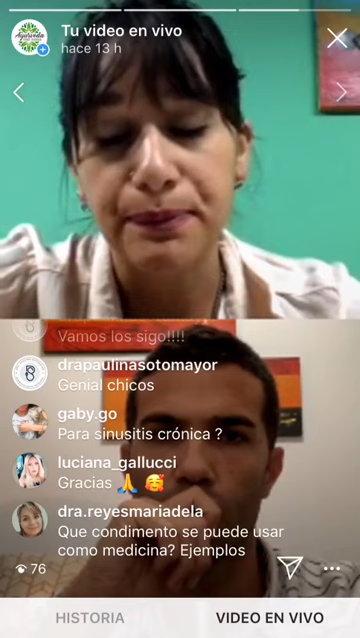 Tu video en vivo
hace 13 h
Vamos los sigo!!!!
drapaulinasotomayor
Genial chicos
gaby.go
Para sinusitis crónica ?
luciana_gallucci
Gracias 🙏 🥰
dra.reyesmariadela
Que condimento se puede usar
como medicina? Ejemplos
76
HISTORIA
VIDEO EN VIVO